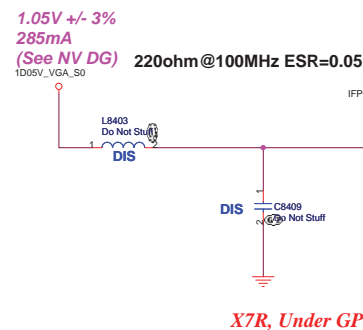 1.05V +/- 3%
285mA
(See NV DG) 220ohm@100MHz ESR=0.05
1D05V_VGA_S0
IFP
L8403
Do Not Stuff
1 2
DIS
1
DIS C8409
2 Do Not Stuff
X7R, Under GP